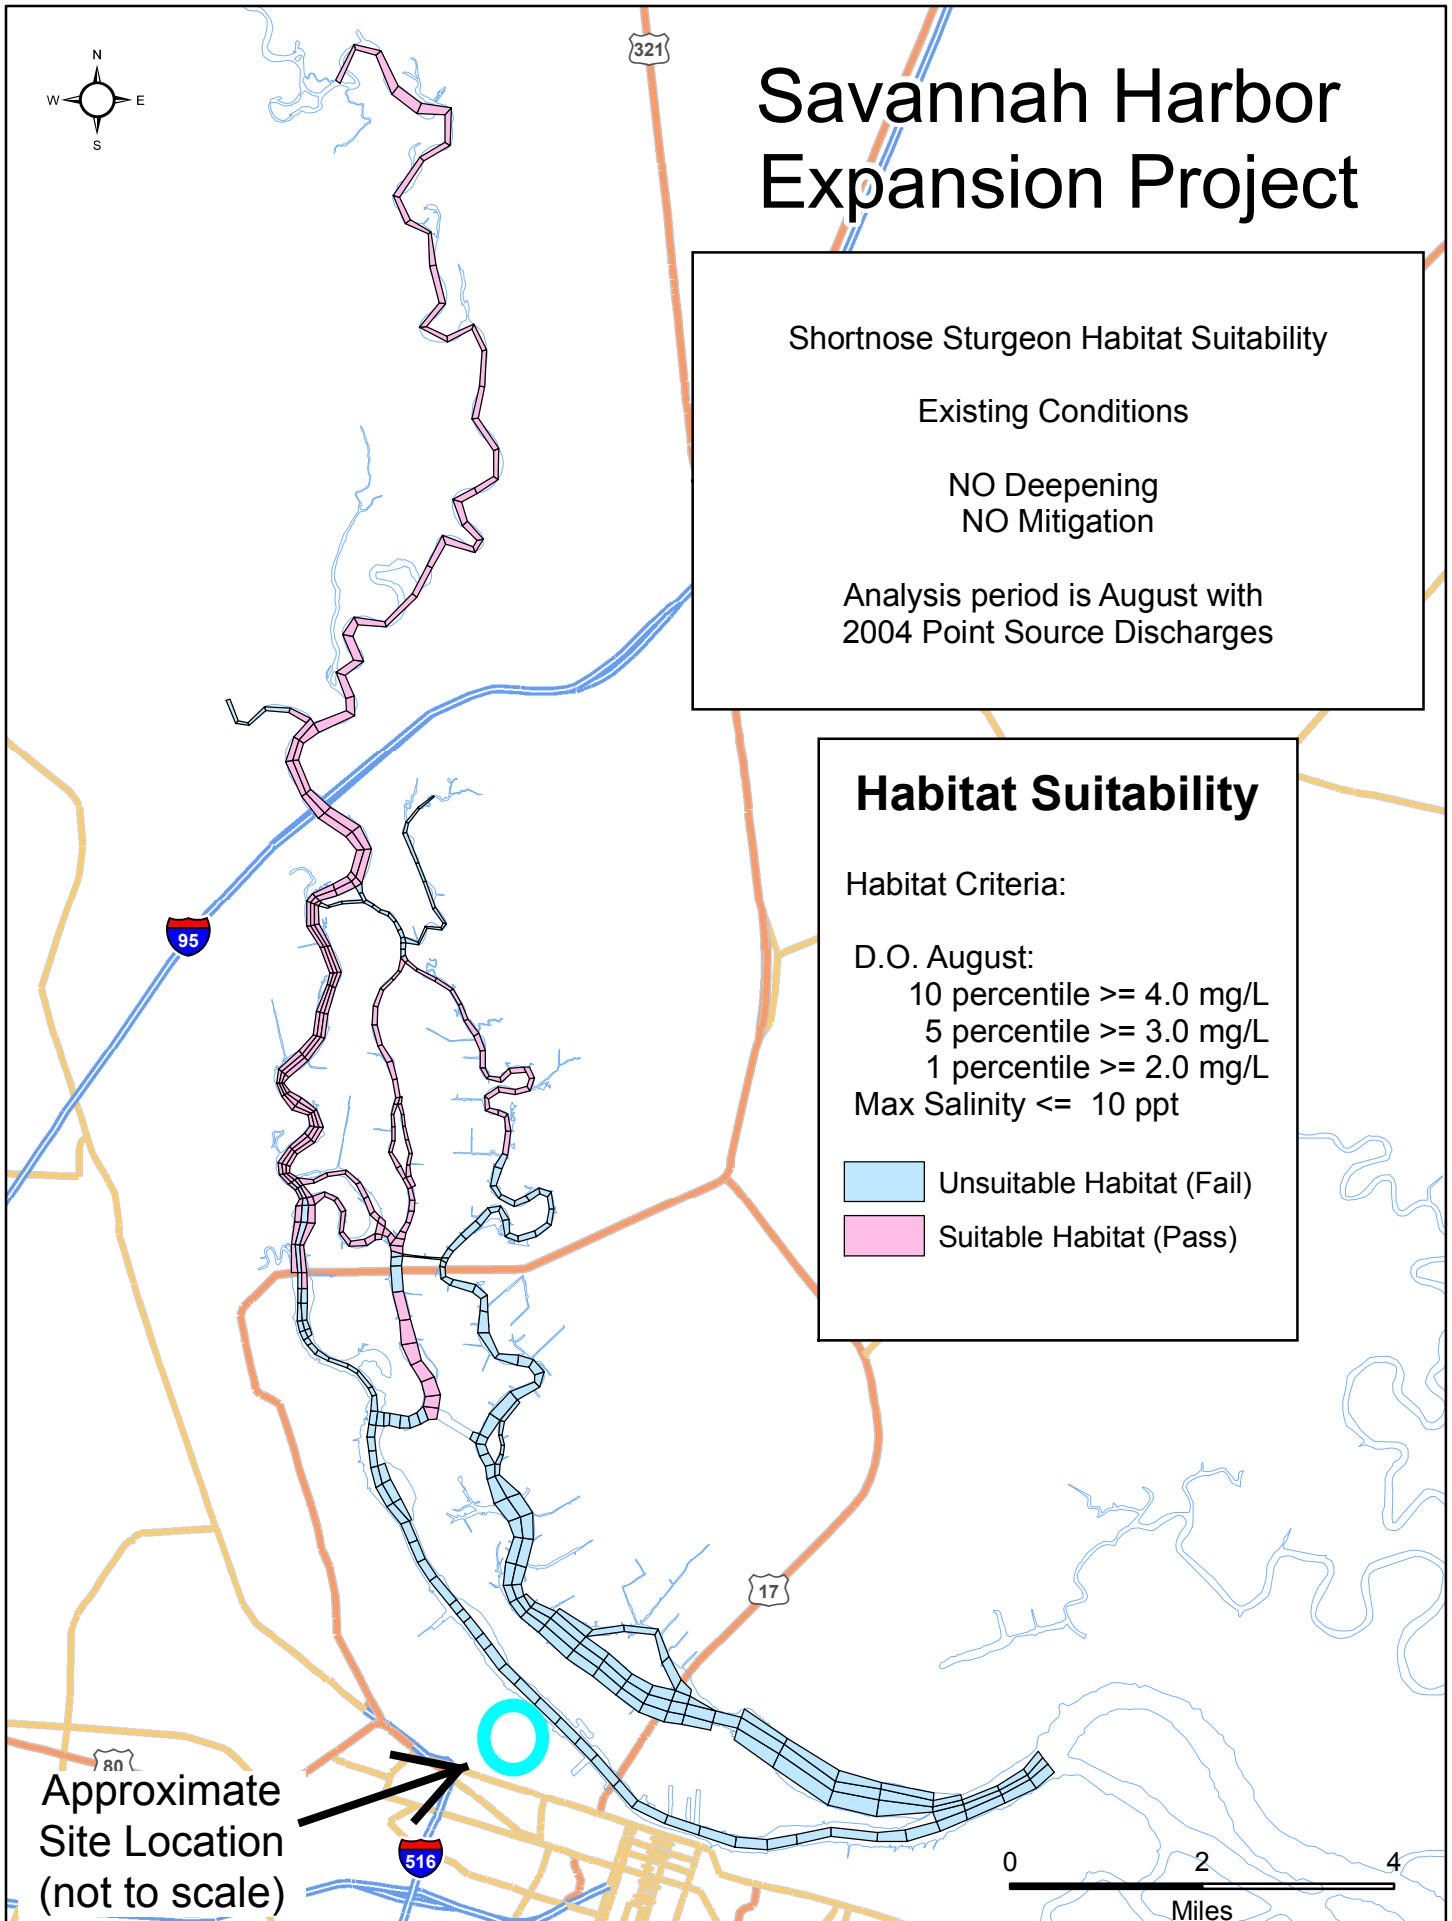 N
W
E
S
321
Savannah Harbor
Expansion Project
Shortnose Sturgeon Habitat Suitability
Existing Conditions
NO Deepening
NO Mitigation
Analysis period is August with
2004 Point Source Discharges
Habitat Suitability
Habitat Criteria:
D.O. August:
10 percentile >= 4.0 mg/L
5 percentile >= 3.0 mg/L
1 percentile >= 2.0 mg/L
Max Salinity <= 10 ppt
Unsuitable Habitat (Fail)
Suitable Habitat (Pass)
95
17
80
Approximate
Site Location
(not to scale)
516
0 2 4
Miles